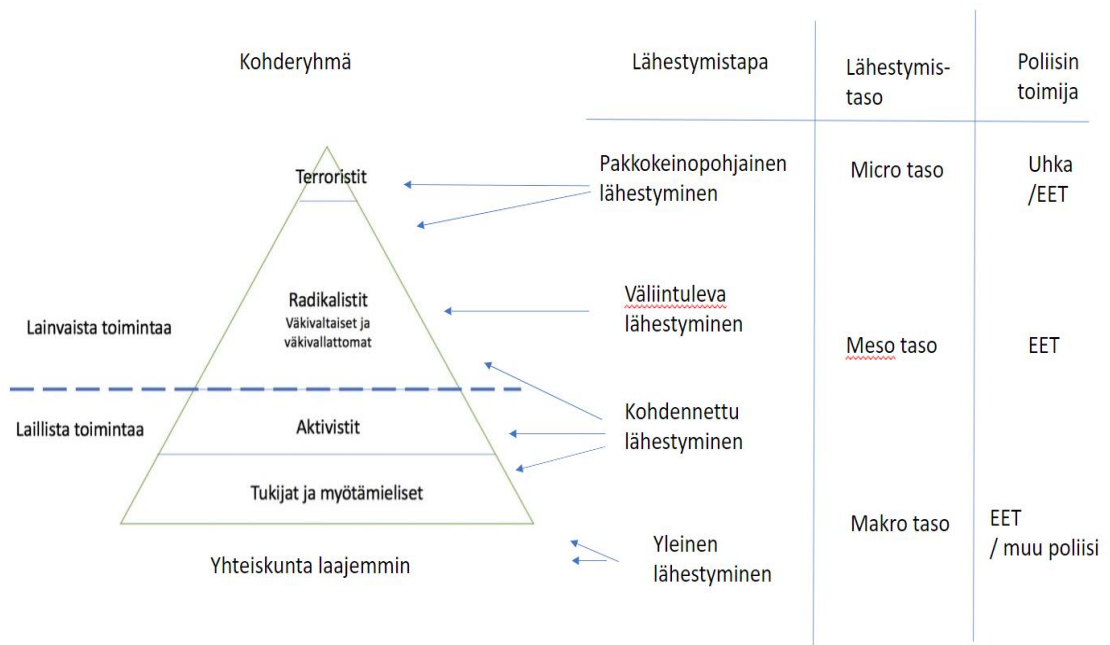 Kohderyhmä
Lähestymistapa
Lähestymis-
taso
Poliisin
toimija
Terroristit
Pakkokeinopohjainen
lähestyminen
Micro taso
Uhka
/EET
Radikalistit
Väkivaltaiset ja
väkivallattomat
Lainvaista toimintaa
Väliintuleva
lähestyminen
Meso taso
EET
Laillista toimintaa
Aktivistit
Kohdennettu
lähestyminen
Tukijat ja myötämieliset
Makro taso
EET
/ muu poliisi
Yhteiskunta laajemmin
Yleinen
lähestyminen